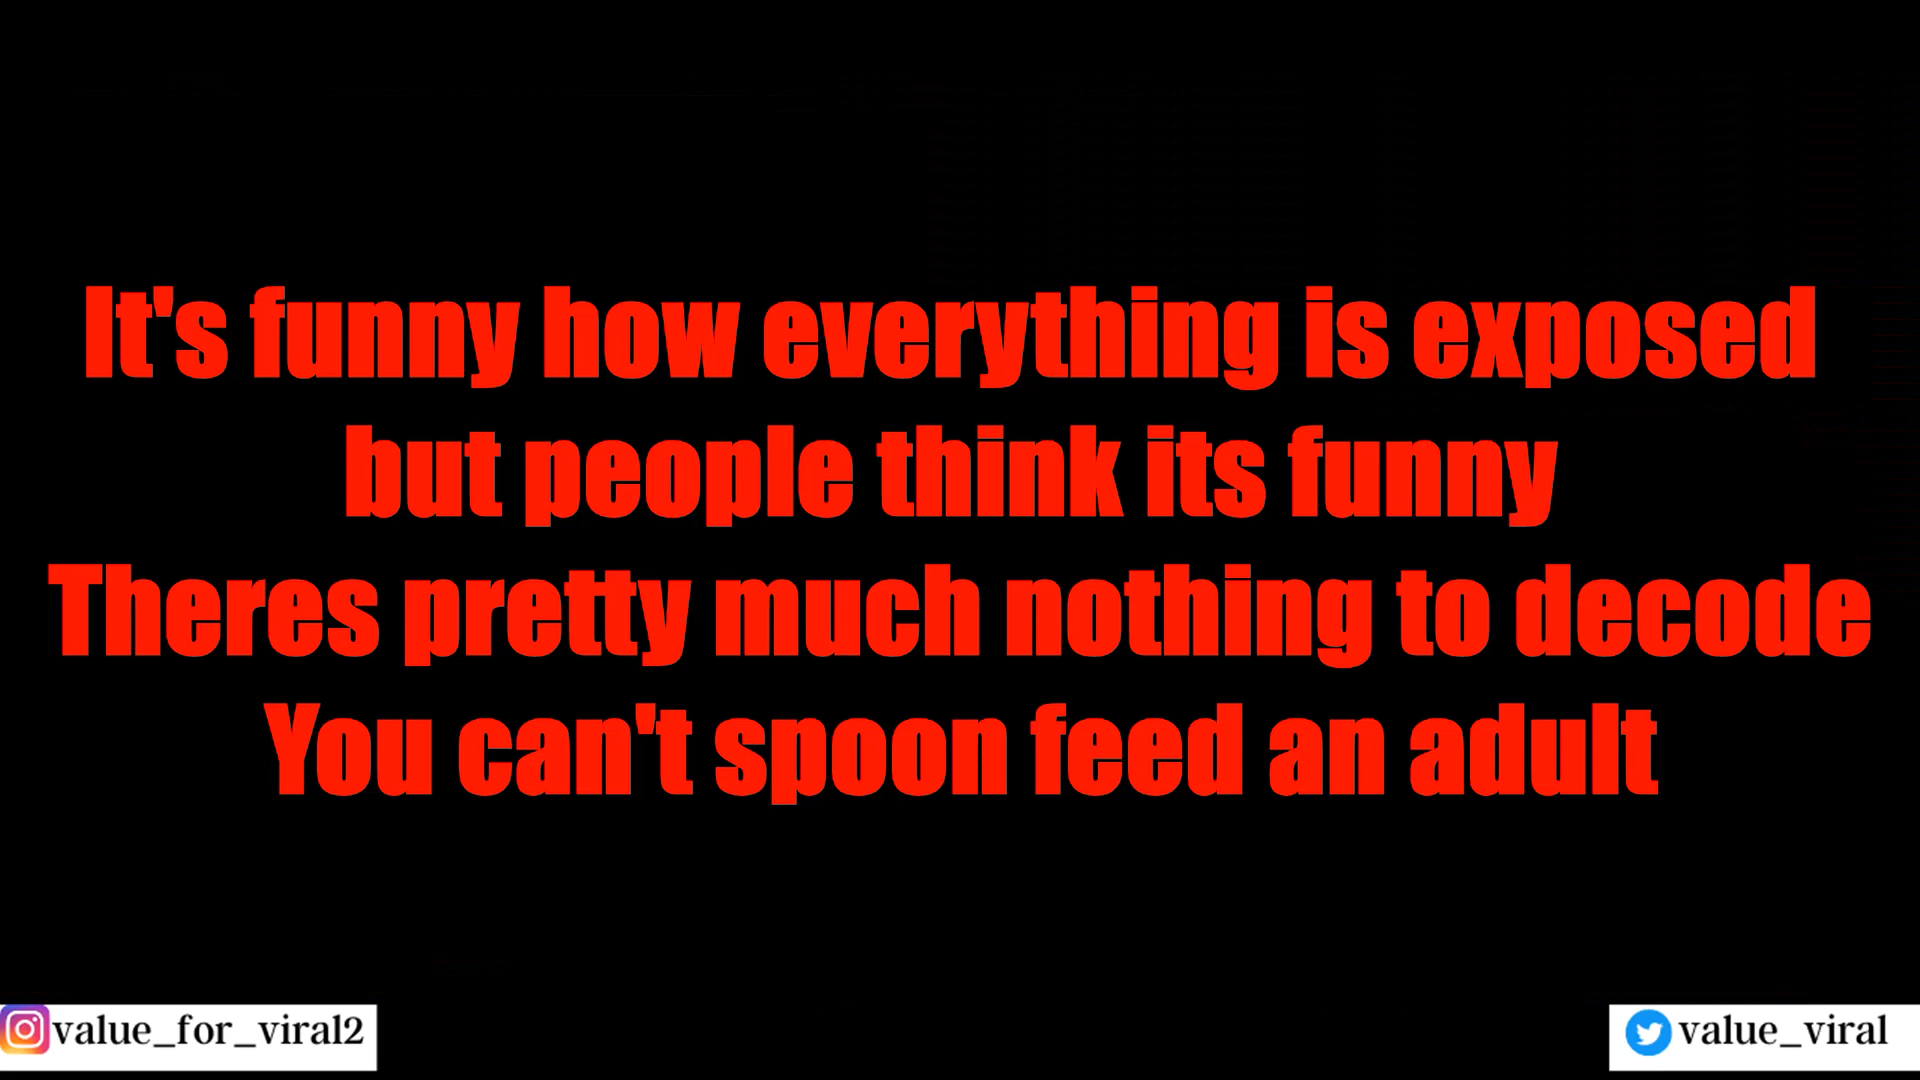 It's funny how everything is exposed
but people think its funny
Theres pretty much nothing to decode
You can't spoon feed an adult
value_for_viral2
value_viral